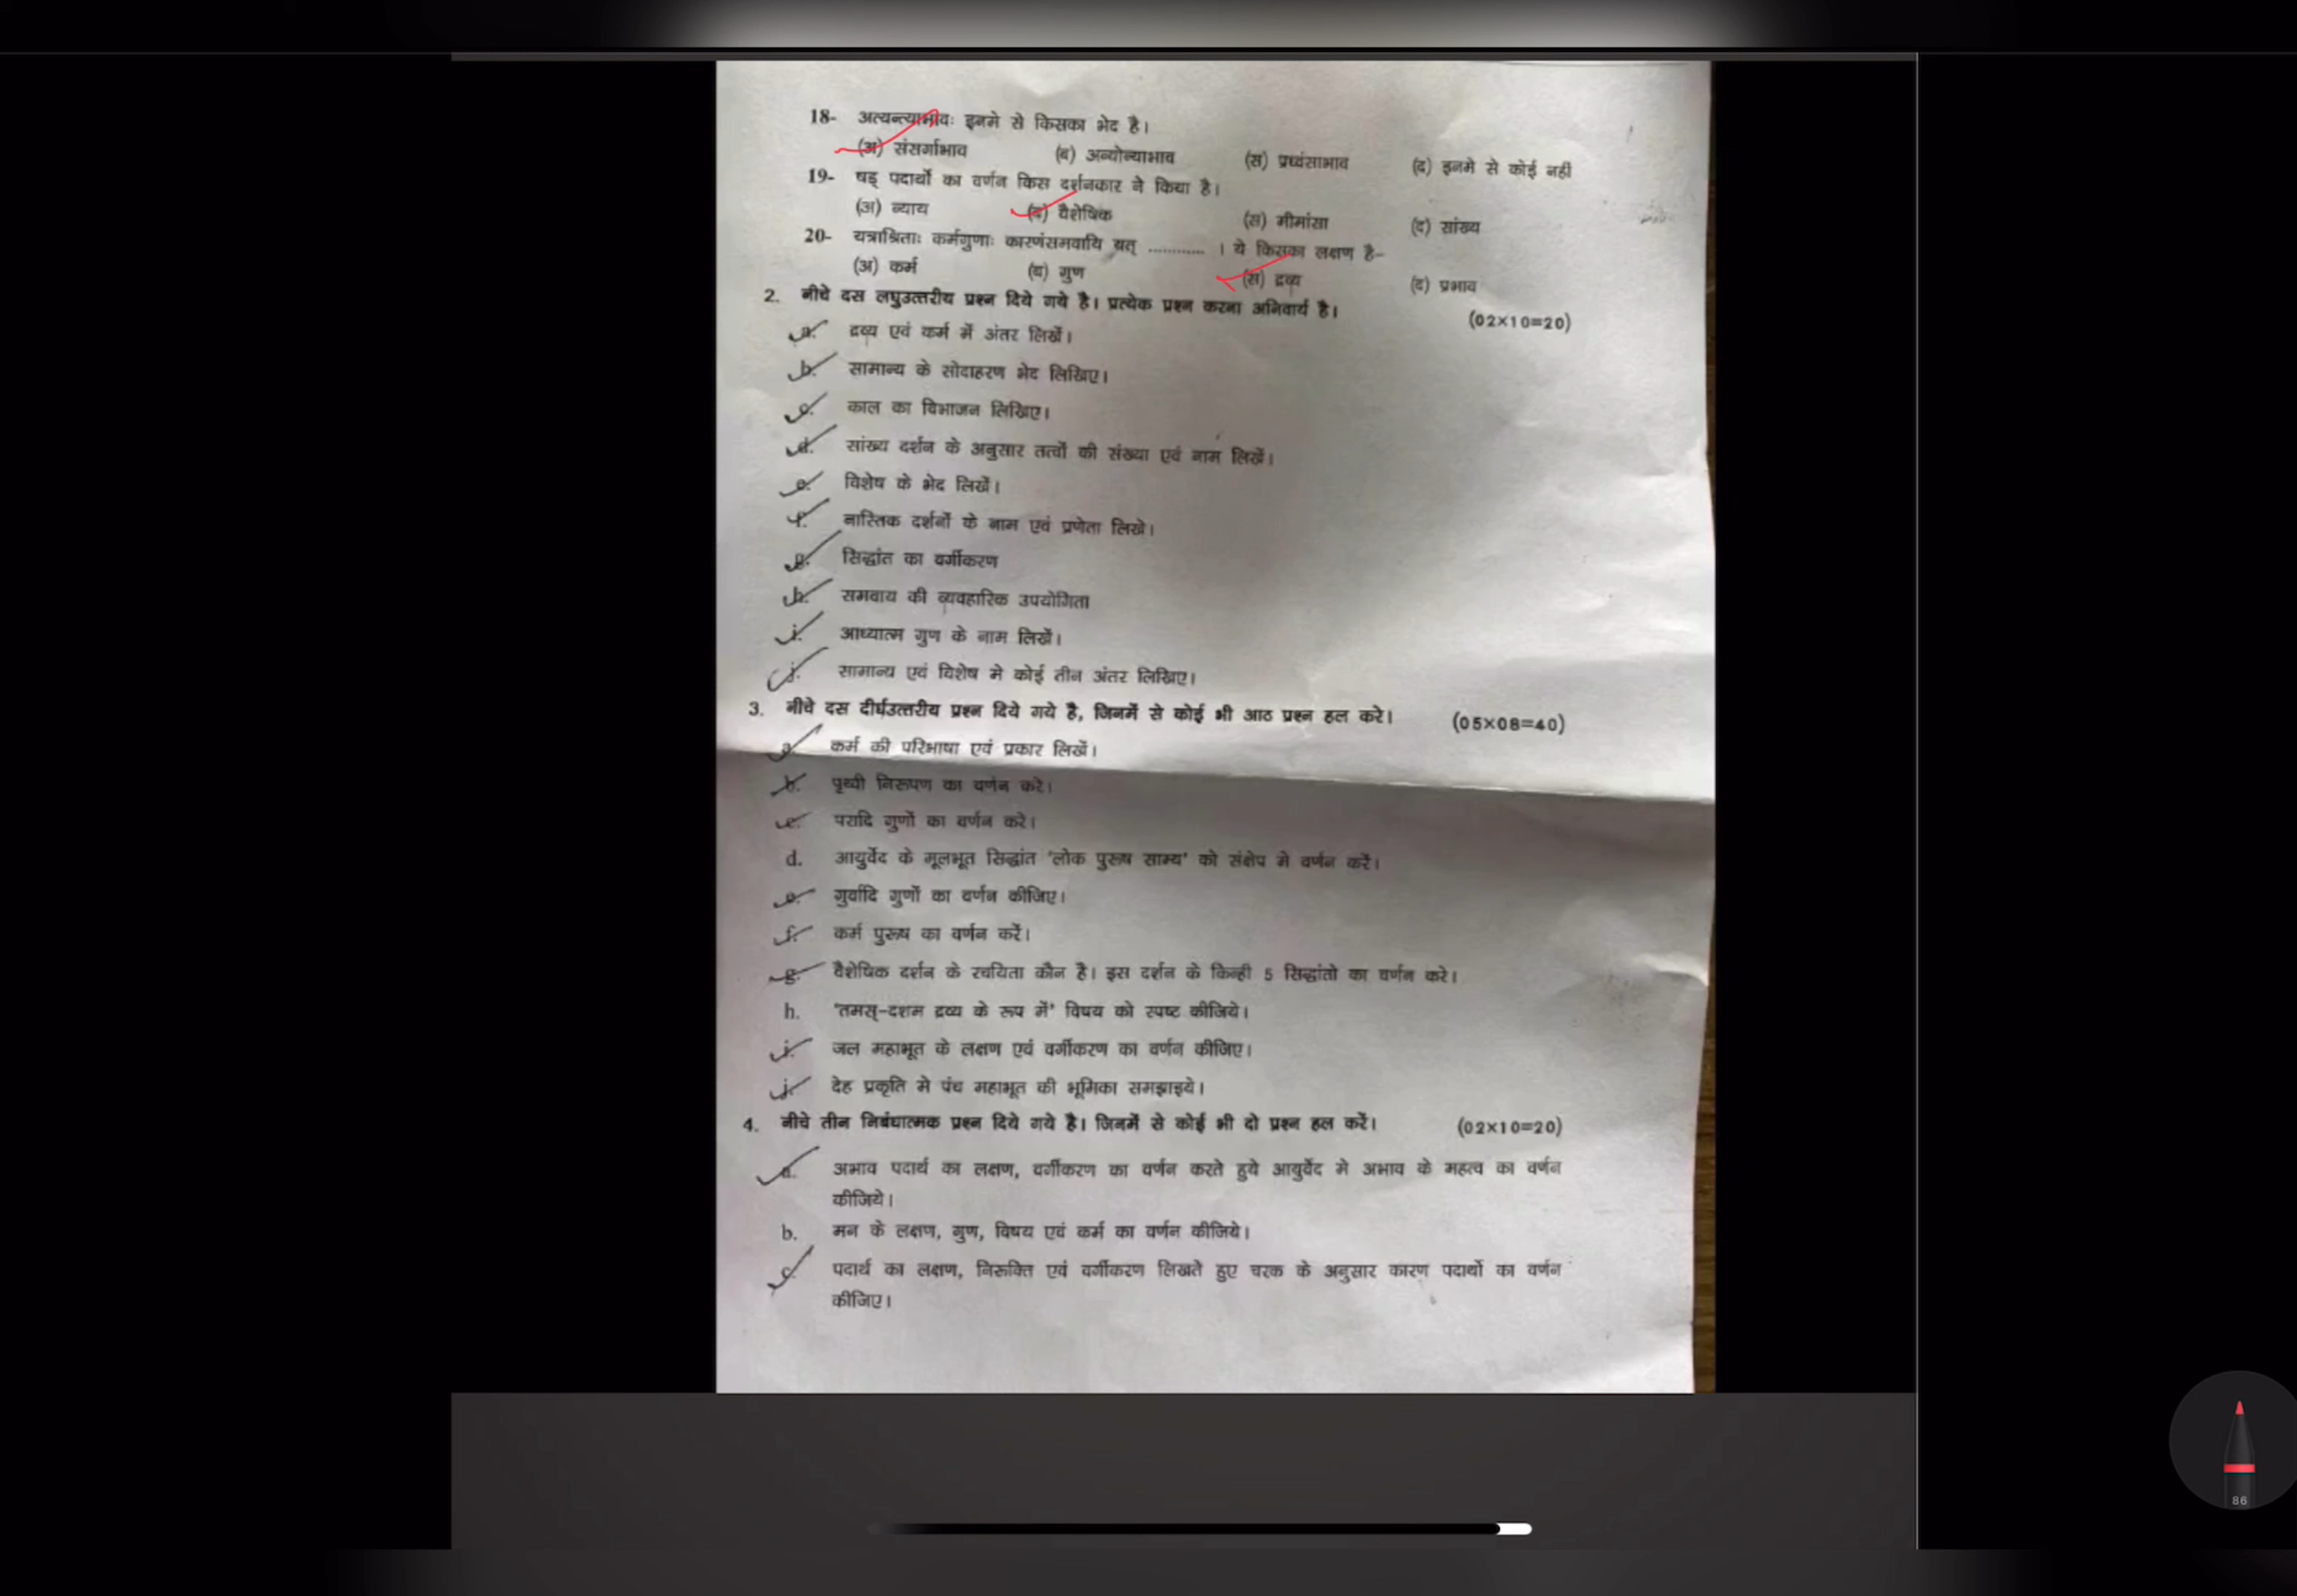 18- अत्यन्त्याभावः इनमे से किसका भेद है।
(अ) संसर्गाभाव (ब) अन्योन्याभाव (स) प्रध्वंसाभाव (द) इनमे से कोई नहीं
19- षड् पदार्थो का वर्णन किस दर्शनकार ने किया है।
(अ) न्याय (ब) वैशेषिक (स) मीमांसा (द) सांख्य
20- यत्राश्रिताः कर्मगुणाः कारणंसमवायि यत् ............ । ये किसका लक्षण है-
(अ) कर्म (ब) गुण (स) द्रव्य (द) प्रभाव
2. नीचे दस लघुउत्तरीय प्रश्न दिये गये है। प्रत्येक प्रश्न करना अनिवार्य है। (02×10=20)
a. द्रव्य एवं कर्म में अंतर लिखें।
b. सामान्य के सोदाहरण भेद लिखिए।
c. काल का विभाजन लिखिए।
d. सांख्य दर्शन के अनुसार तत्वों की संख्या एवं नाम लिखें।
e. विशेष के भेद लिखें।
f. नास्तिक दर्शनों के नाम एवं प्रणेता लिखे।
g. सिद्धांत का वर्गीकरण
h. समवाय की व्यवहारिक उपयोगिता
i. आध्यात्म गुण के नाम लिखें।
j. सामान्य एवं विशेष मे कोई तीन अंतर लिखिए।
3. नीचे दस दीर्घउत्तरीय प्रश्न दिये गये है, जिनमें से कोई भी आठ प्रश्न हल करे। (05×08=40)
a. कर्म की परिभाषा एवं प्रकार लिखें।
b. पृथ्वी निरूपण का वर्णन करे।
c. परादि गुणों का वर्णन करे।
d. आयुर्वेद के मूलभूत सिद्धांत 'लोक पुरूष साम्य' को संक्षेप मे वर्णन करें।
e. गुर्वादि गुणों का वर्णन कीजिए।
f. कर्म पुरूष का वर्णन करें।
g. वैशेषिक दर्शन के रचयिता कौन है। इस दर्शन के किन्ही 5 सिद्धांतो का वर्णन करे।
h. 'तमस्-दशम द्रव्य के रूप में' विषय को स्पष्ट कीजिये।
i. जल महाभूत के लक्षण एवं वर्गीकरण का वर्णन कीजिए।
j. देह प्रकृति मे पंच महाभूत की भूमिका समझाइये।
4. नीचे तीन निबंधात्मक प्रश्न दिये गये है। जिनमें से कोई भी दो प्रश्न हल करें। (02×10=20)
a. अभाव पदार्थ का लक्षण, वर्गीकरण का वर्णन करते हुये आयुर्वेद मे अभाव के महत्व का वर्णन
कीजिये।
b. मन के लक्षण, गुण, विषय एवं कर्म का वर्णन कीजिये।
c. पदार्थ का लक्षण, निरूक्ति एवं वर्गीकरण लिखते हुए चरक के अनुसार कारण पदार्थो का वर्णन
कीजिए।
86